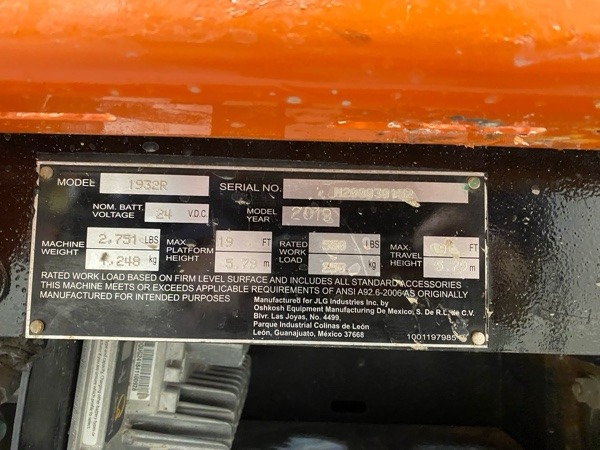 MODEL 1932R SERIAL NO.
NOM. BATT. VOLTAGE 24 V.D.C. MODEL YEAR 2018
MACHINE WEIGHT 2,751 LBS MAX. PLATFORM HEIGHT 19 FT RATED WORK LOAD LBS MAX. TRAVEL HEIGHT FT
1,248 kg 5.79 m kg 5.79 m
RATED WORK LOAD BASED ON FIRM LEVEL SURFACE AND INCLUDES ALL STANDARD ACCESSORIES
THIS MACHINE MEETS OR EXCEEDS APPLICABLE REQUIREMENTS OF ANSI A92.6-2006 AS ORIGINALLY
MANUFACTURED FOR INTENDED PURPOSES
Manufactured for JLG Industries Inc. by
Oshkosh Equipment Manufacturing De Mexico, S. De R.L. de C.V.
Blvr. Las Joyas, No. 4499,
Parque Industrial Colinas de León
León, Guanajuato, México 37668
1001197985